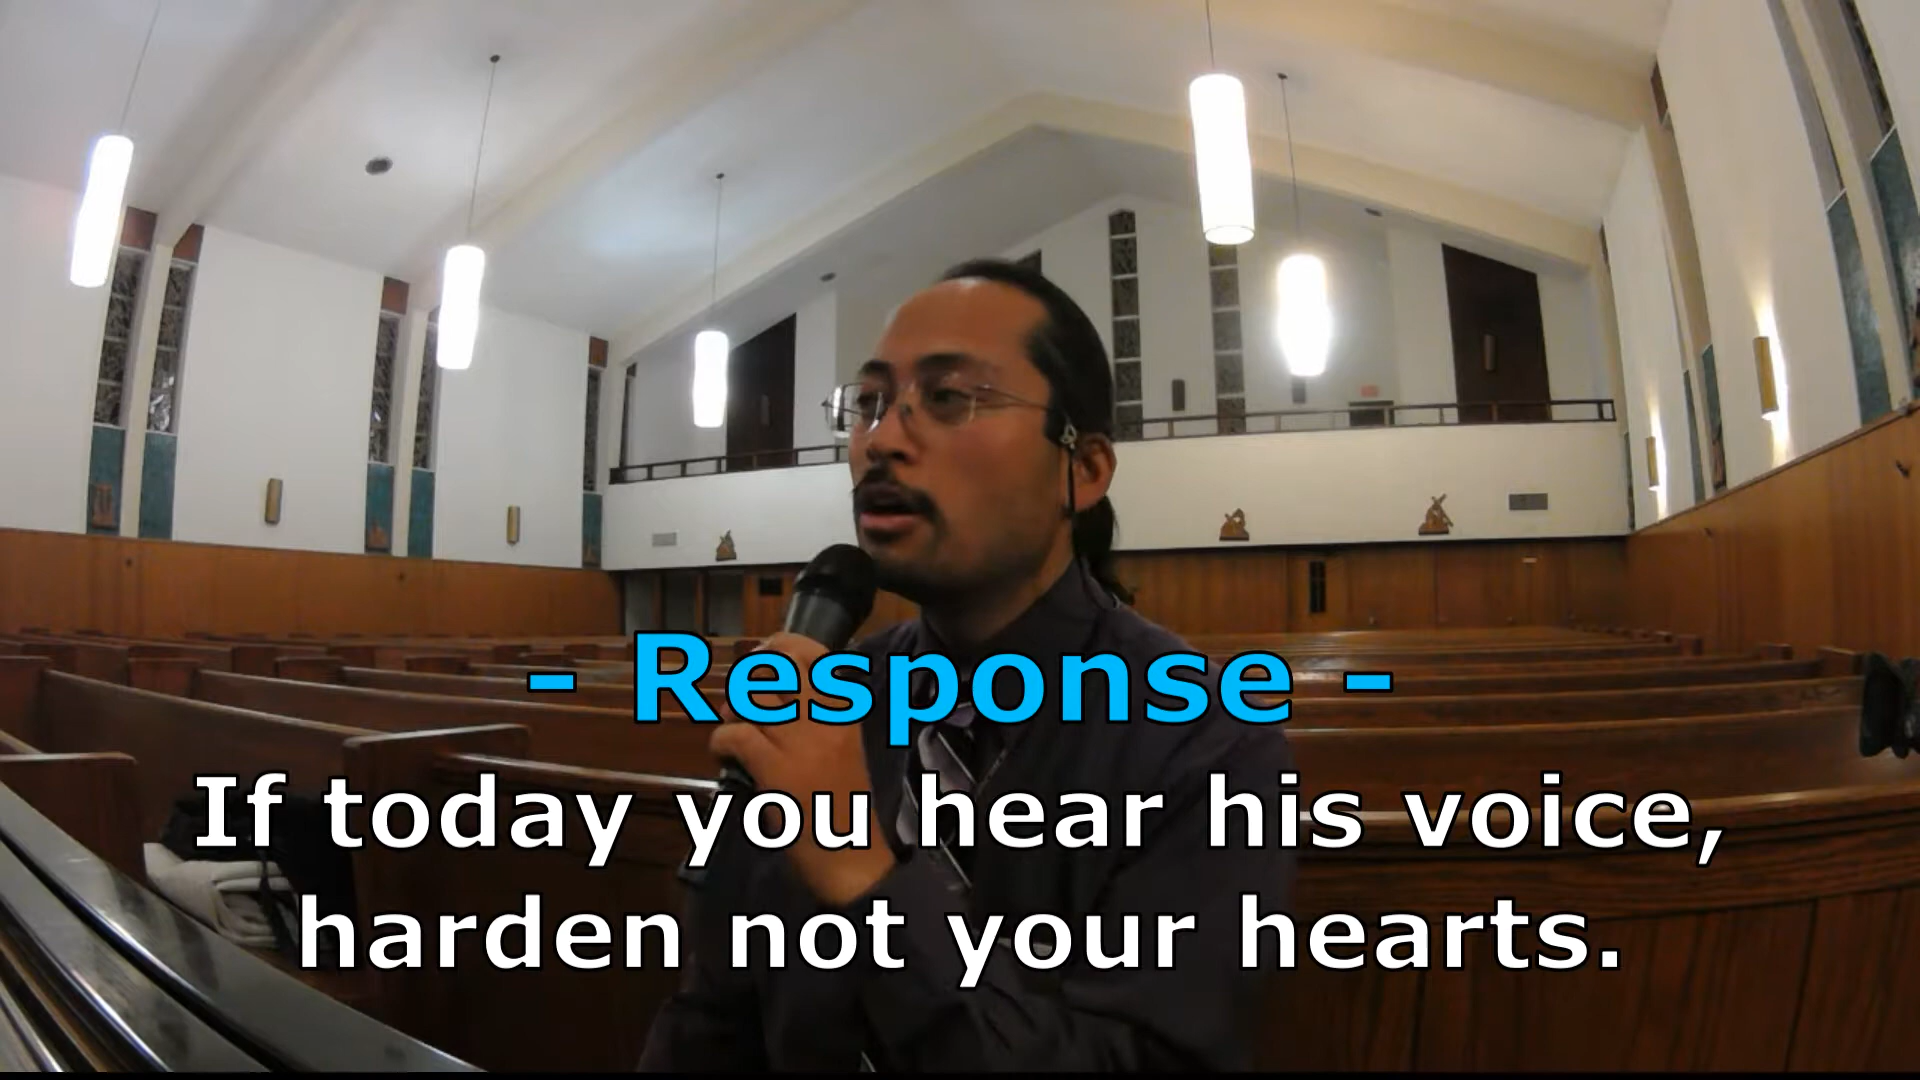 - Response -
If today you hear his voice,
harden not your hearts.